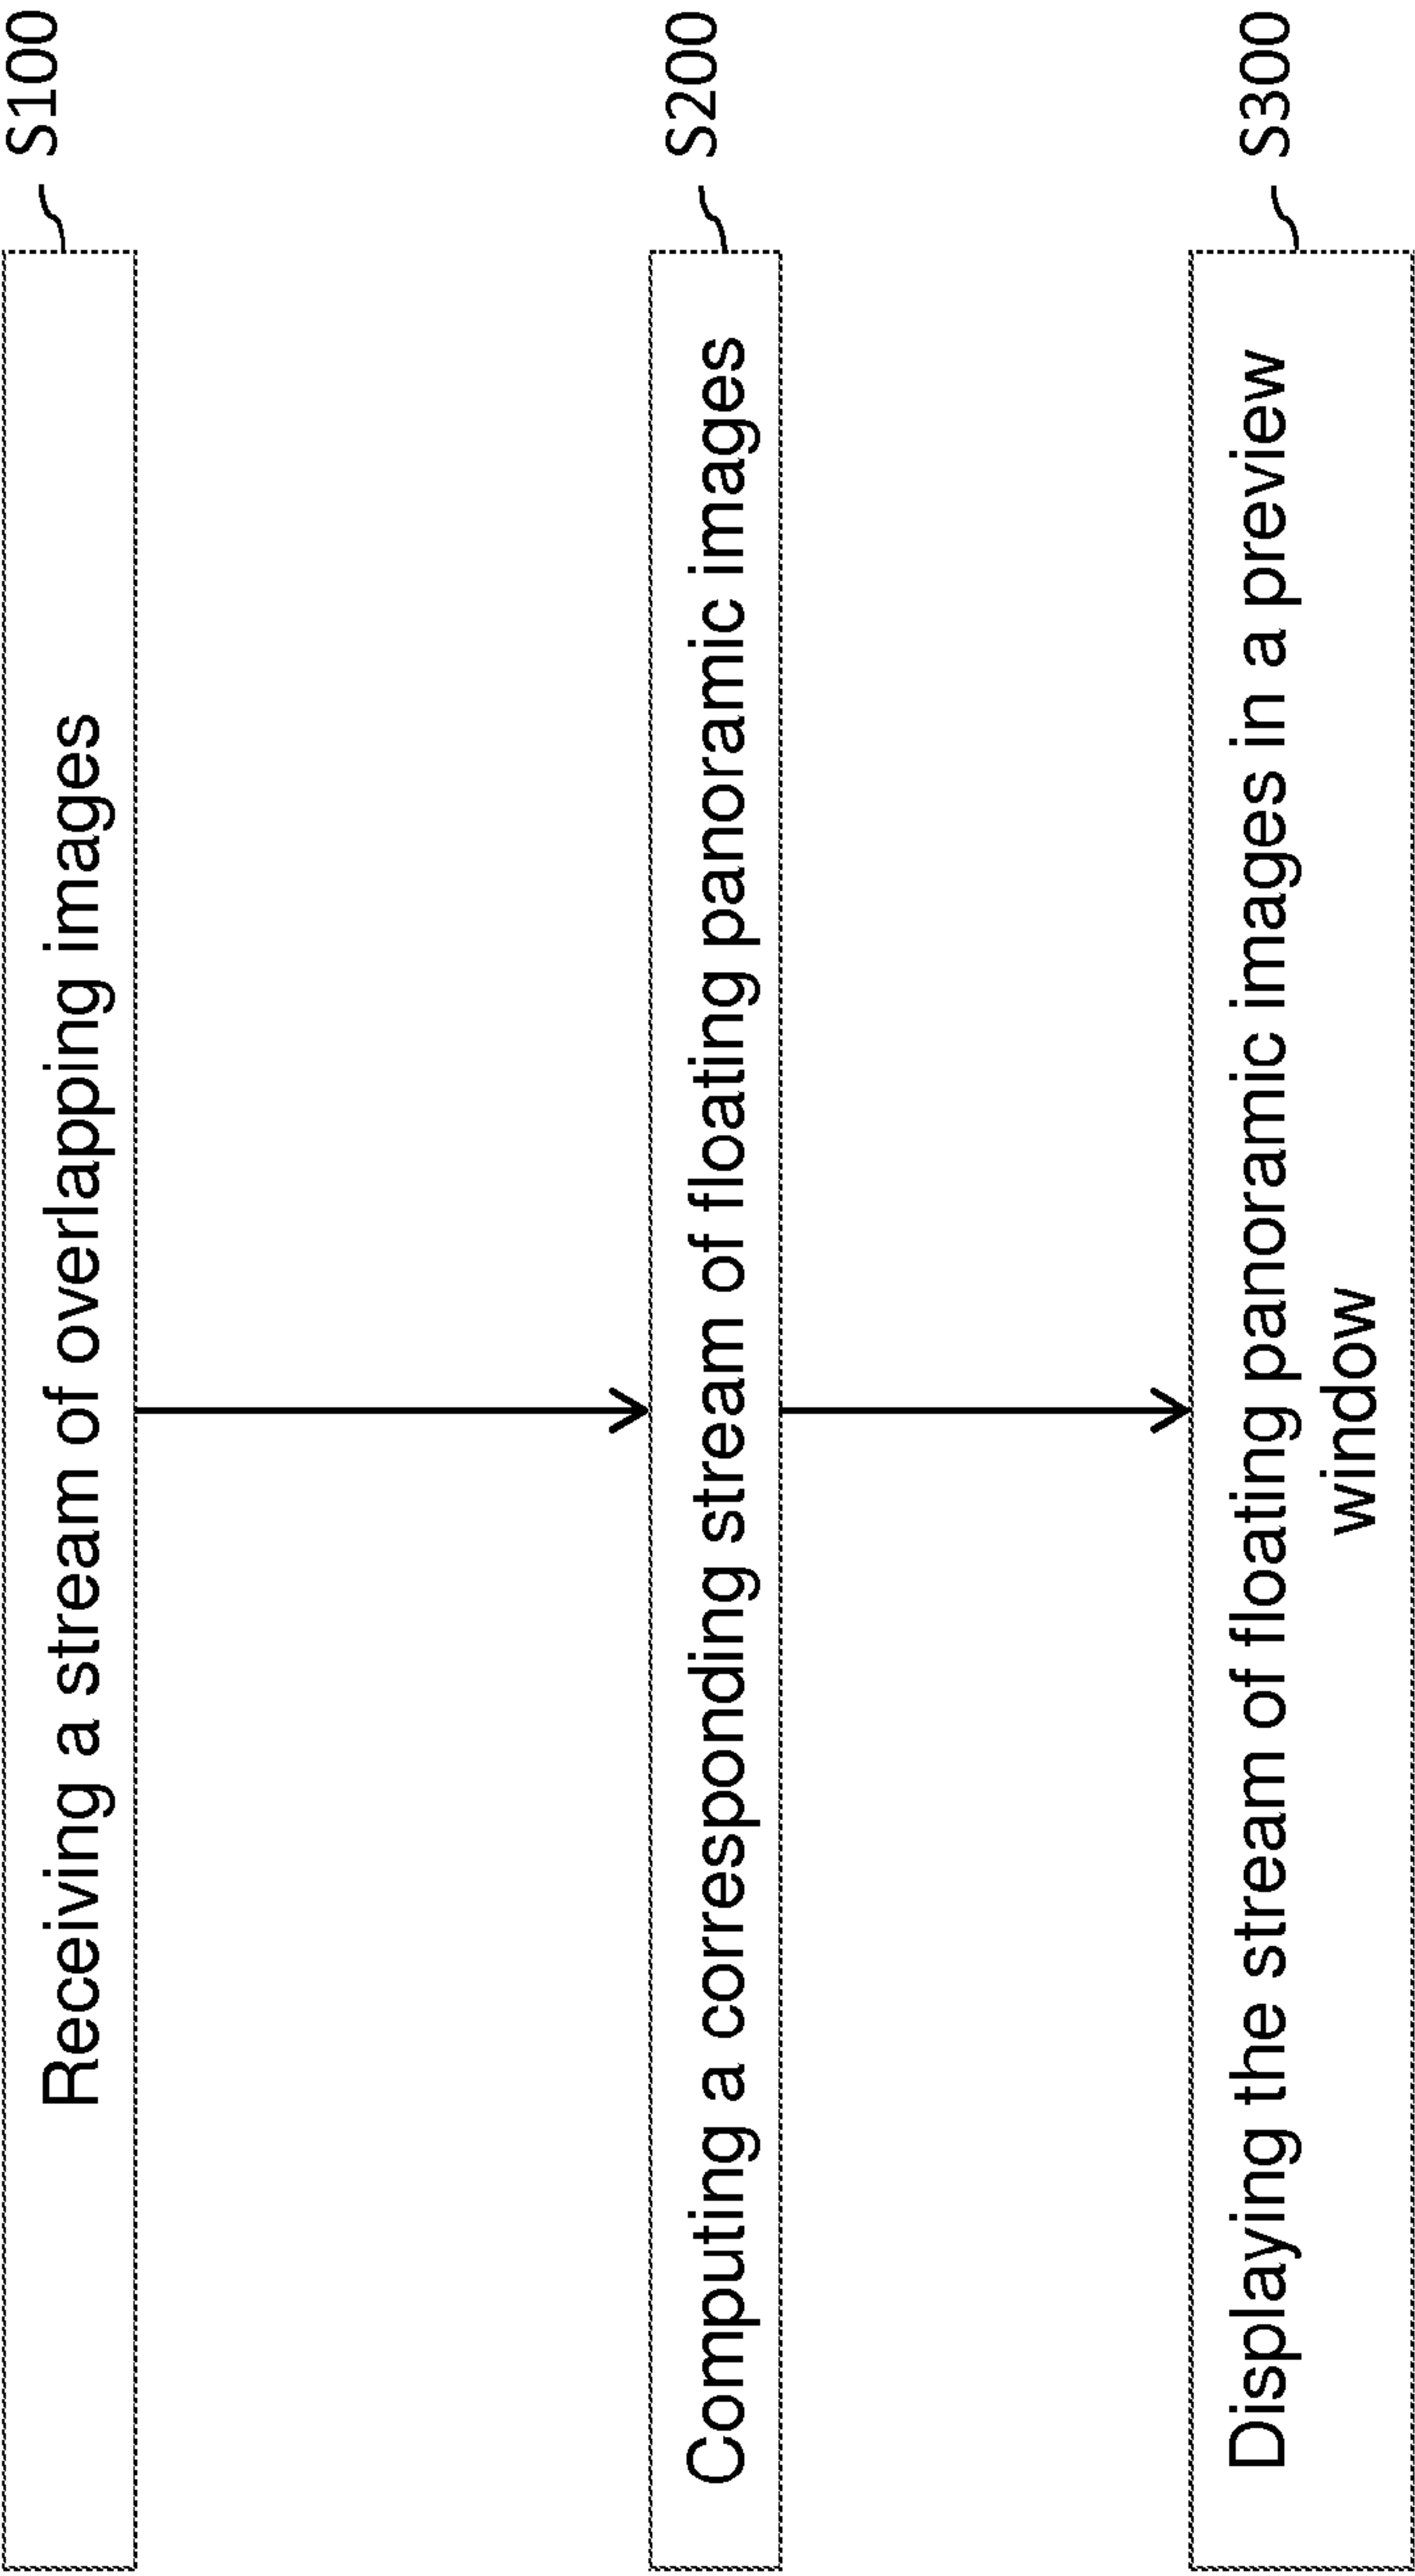 Receiving a stream of overlapping images
S100
Computing a corresponding stream of floating panoramic images
S200
Displaying the stream of floating panoramic images in a preview
window
S300